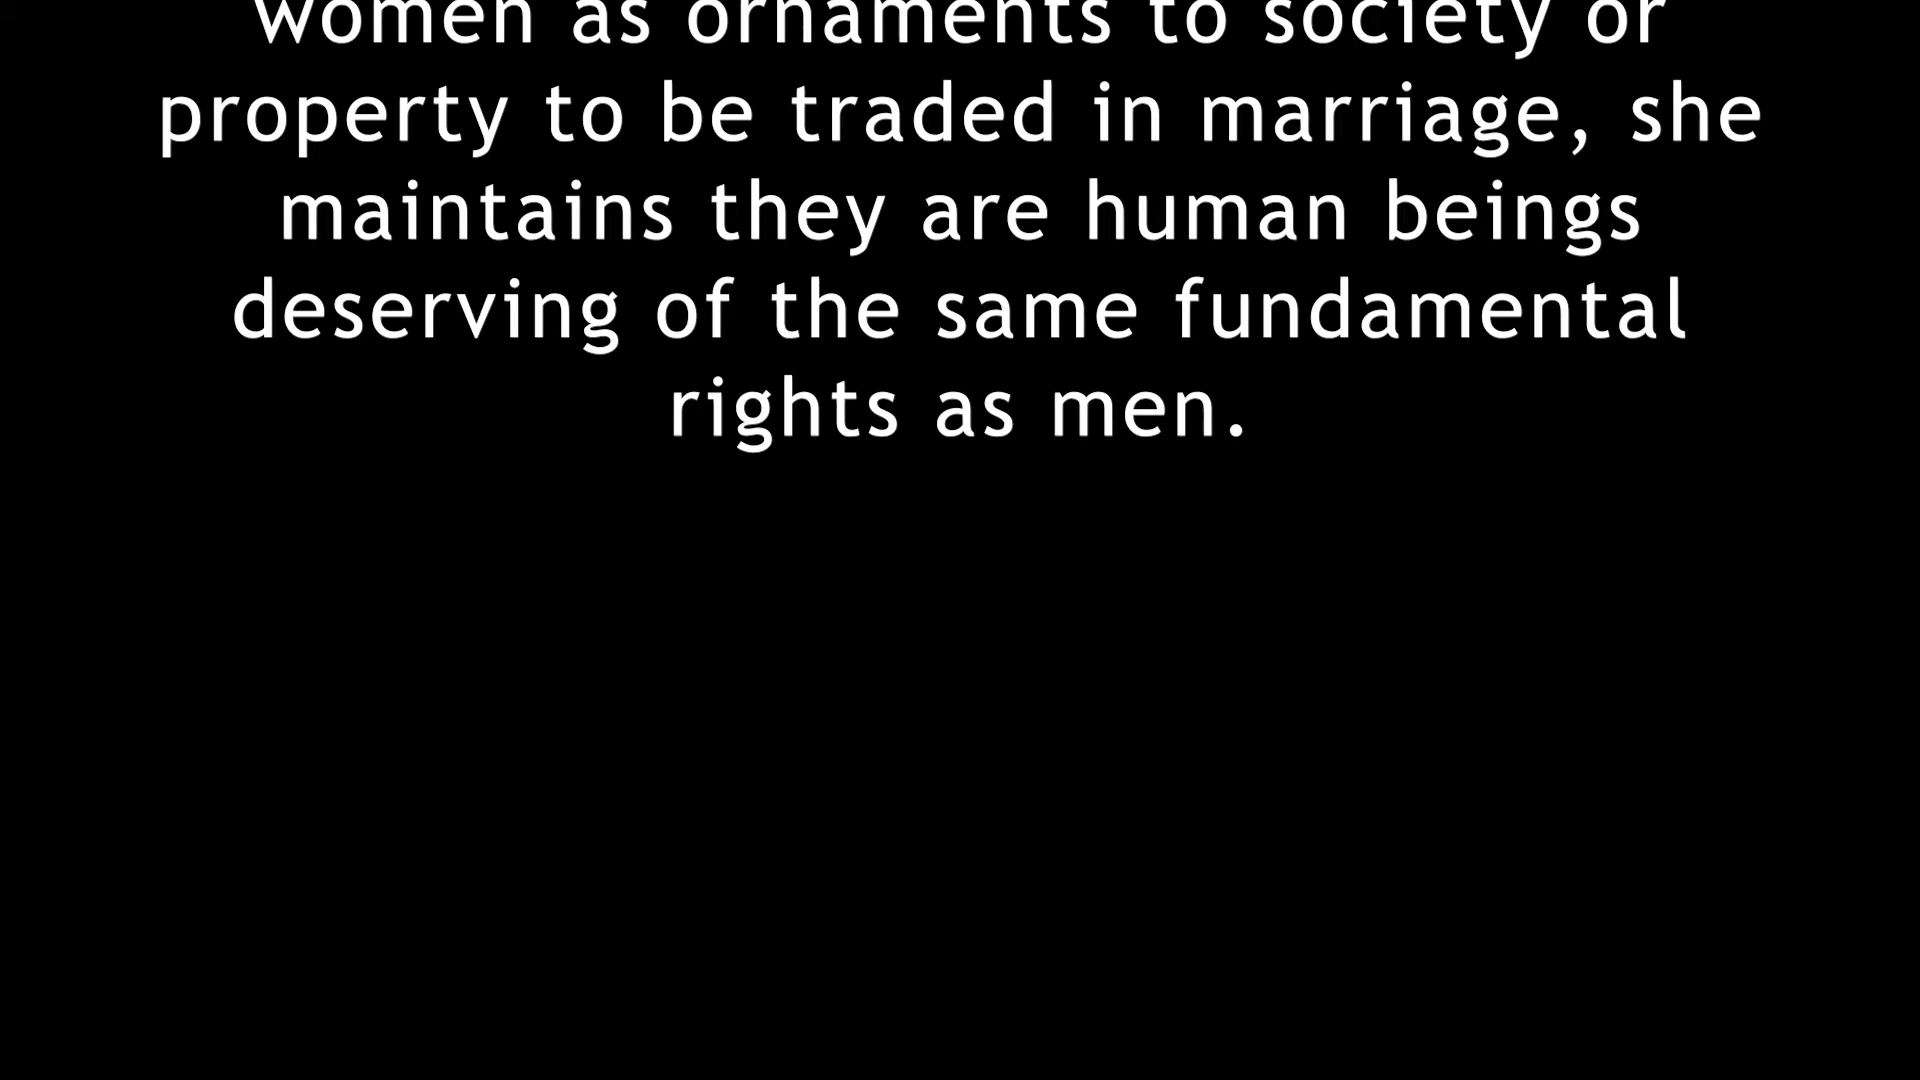 women as ornaments to society or
property to be traded in marriage, she
maintains they are human beings
deserving of the same fundamental
rights as men.